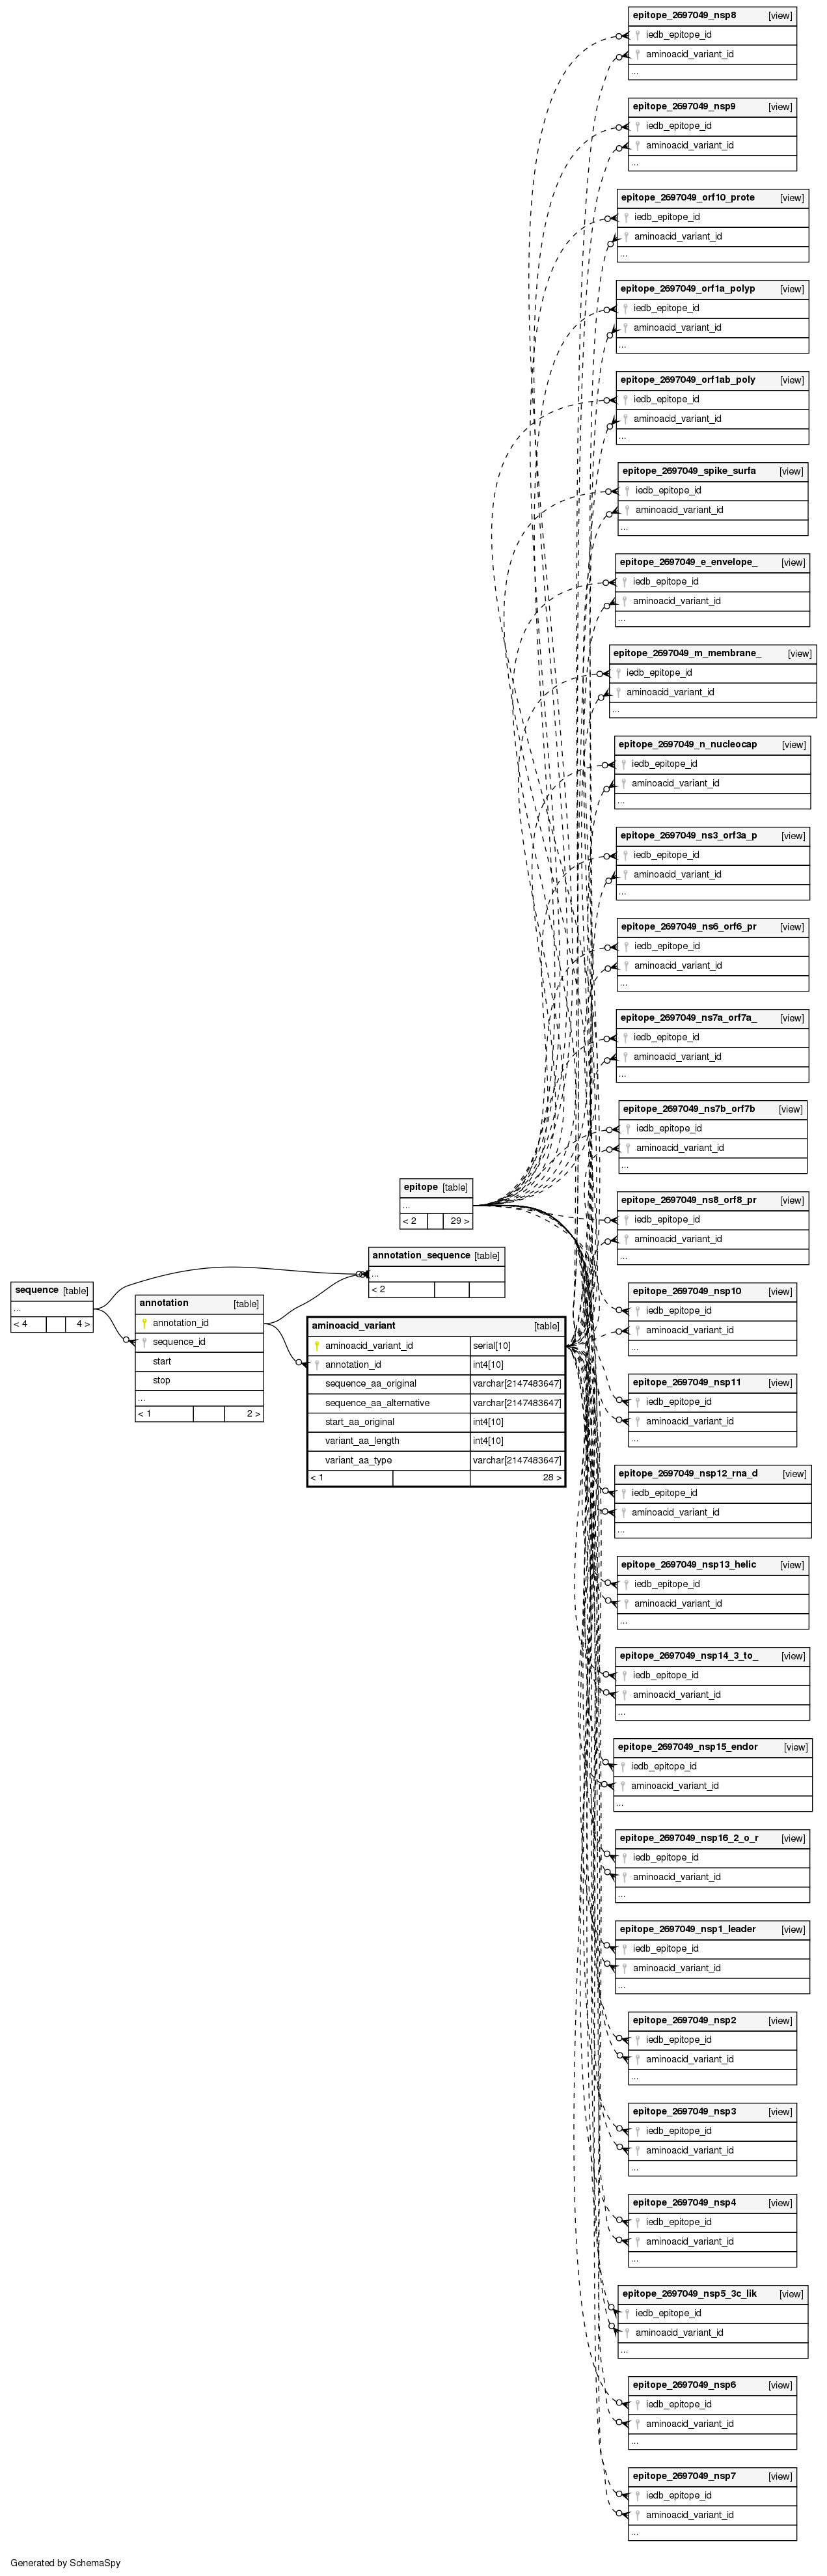 epitope_2697049_nsp8 [view]
iedb_epitope_id
aminoacid_variant_id
...
epitope_2697049_nsp9 [view]
iedb_epitope_id
aminoacid_variant_id
...
epitope_2697049_orf10_prote [view]
iedb_epitope_id
aminoacid_variant_id
...
epitope_2697049_orf1a_polyp [view]
iedb_epitope_id
aminoacid_variant_id
...
epitope_2697049_orf1ab_poly [view]
iedb_epitope_id
aminoacid_variant_id
...
epitope_2697049_spike_surfa [view]
iedb_epitope_id
aminoacid_variant_id
...
epitope_2697049_e_envelope_ [view]
iedb_epitope_id
aminoacid_variant_id
...
epitope_2697049_m_membrane_ [view]
iedb_epitope_id
aminoacid_variant_id
...
epitope_2697049_n_nucleocap [view]
iedb_epitope_id
aminoacid_variant_id
...
epitope_2697049_ns3_orf3a_p [view]
iedb_epitope_id
aminoacid_variant_id
...
epitope_2697049_ns6_orf6_pr [view]
iedb_epitope_id
aminoacid_variant_id
...
epitope_2697049_ns7a_orf7a_ [view]
iedb_epitope_id
aminoacid_variant_id
...
epitope_2697049_ns7b_orf7b [view]
iedb_epitope_id
aminoacid_variant_id
...
epitope [table]
...
< 2 29 >
epitope_2697049_ns8_orf8_pr [view]
iedb_epitope_id
aminoacid_variant_id
...
annotation_sequence [table]
...
< 2
sequence [table]
...
< 4 4 >
annotation [table]
annotation_id
sequence_id
start
stop
...
< 1 2 >
aminoacid_variant [table]
aminoacid_variant_id serial[10]
annotation_id int4[10]
sequence_aa_original varchar[2147483647]
sequence_aa_alternative varchar[2147483647]
start_aa_original int4[10]
variant_aa_length int4[10]
variant_aa_type varchar[2147483647]
< 1 28 >
epitope_2697049_nsp10 [view]
iedb_epitope_id
aminoacid_variant_id
...
epitope_2697049_nsp11 [view]
iedb_epitope_id
aminoacid_variant_id
...
epitope_2697049_nsp12_rna_d [view]
iedb_epitope_id
aminoacid_variant_id
...
epitope_2697049_nsp13_helic [view]
iedb_epitope_id
aminoacid_variant_id
...
epitope_2697049_nsp14_3_to_ [view]
iedb_epitope_id
aminoacid_variant_id
...
epitope_2697049_nsp15_endor [view]
iedb_epitope_id
aminoacid_variant_id
...
epitope_2697049_nsp16_2_o_r [view]
iedb_epitope_id
aminoacid_variant_id
...
epitope_2697049_nsp1_leader [view]
iedb_epitope_id
aminoacid_variant_id
...
epitope_2697049_nsp2 [view]
iedb_epitope_id
aminoacid_variant_id
...
epitope_2697049_nsp3 [view]
iedb_epitope_id
aminoacid_variant_id
...
epitope_2697049_nsp4 [view]
iedb_epitope_id
aminoacid_variant_id
...
epitope_2697049_nsp5_3c_lik [view]
iedb_epitope_id
aminoacid_variant_id
...
epitope_2697049_nsp6 [view]
iedb_epitope_id
aminoacid_variant_id
...
epitope_2697049_nsp7 [view]
iedb_epitope_id
aminoacid_variant_id
...
Generated by SchemaSpy